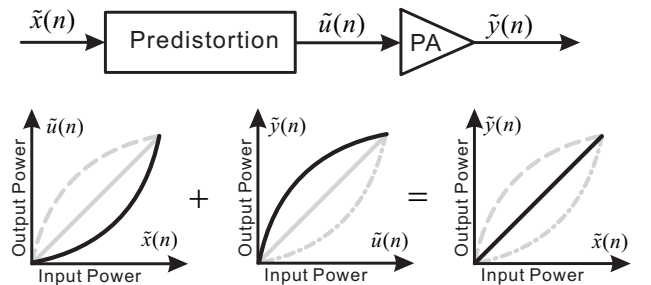 x̃(n)
Predistortion
ũ(n)
PA
ỹ(n)
ũ(n)
Output Power
x̃(n)
Input Power
+
ỹ(n)
Output Power
ũ(n)
Input Power
=
ỹ(n)
Output Power
x̃(n)
Input Power